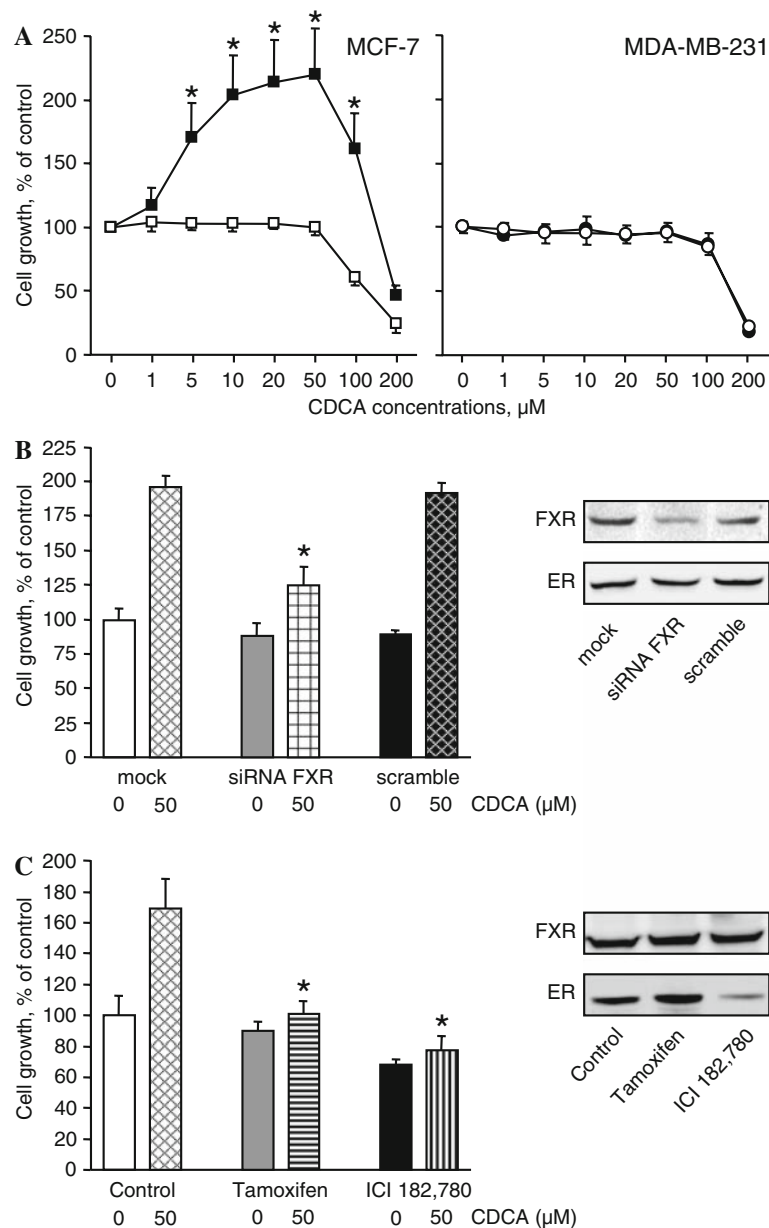 A
MCF-7
MDA-MB-231
Cell growth, % of control
250
200
150
100
50
0
* * * * * *
0 1 5 10 20 50 100 200
0 1 5 10 20 50 100 200
CDCA concentrations, µM
B
Cell growth, % of control
225
200
175
150
125
100
75
50
25
0
*
mock siRNA FXR scramble
0 50 0 50 0 50 CDCA (µM)
FXR
ER
mock
siRNA FXR
scramble
C
Cell growth, % of control
200
180
160
140
120
100
80
60
40
20
0
* *
Control Tamoxifen ICI 182,780
0 50 0 50 0 50 CDCA (µM)
FXR
ER
Control
Tamoxifen
ICI 182,780